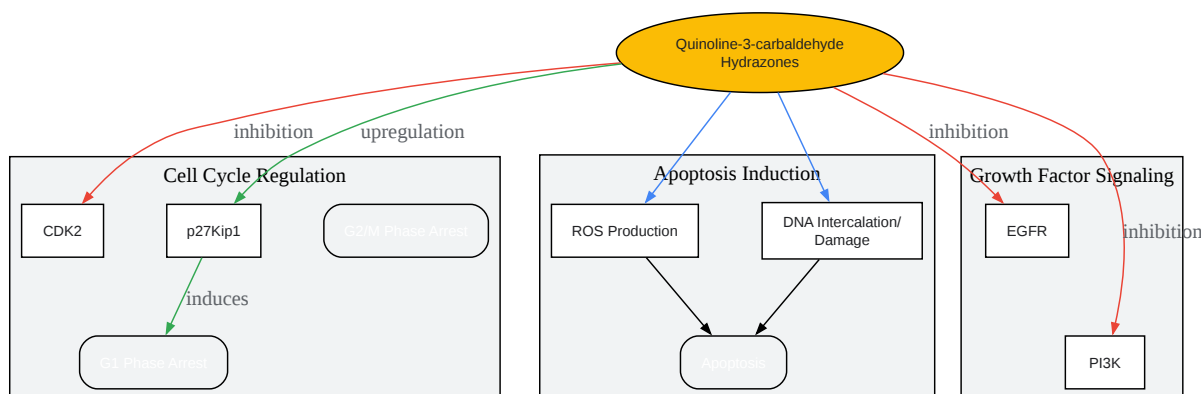 Quinoline-3-carbaldehyde
Hydrazones
inhibition
upregulation
inhibition
Cell Cycle Regulation
Apoptosis Induction
Growth Factor Signaling
CDK2
p27Kip1
G2/M Phase Arrest
ROS Production
DNA Intercalation/
Damage
EGFR
inhibition
induces
G1 Phase Arrest
Apoptosis
PI3K